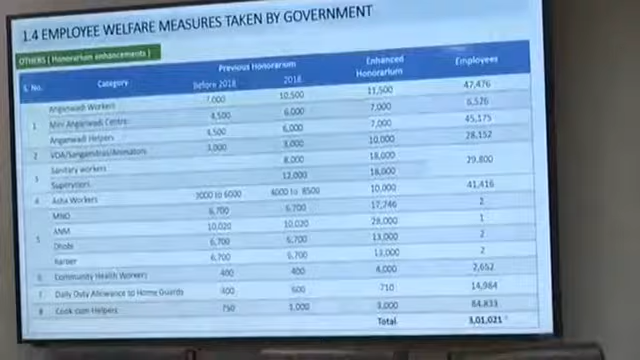 1.4 EMPLOYEE WELFARE MEASURES TAKEN BY GOVERNMENT
OTHERS ( Honorarium enhancements )
S. No. Category Previous Honorarium Enhanced Honorarium Employees
Before 2018 2018
1 Anganwadi Workers 7,000 10,500 11,500 47,476
Mini Anganwadi Centre 4,500 6,000 7,000 6,526
Anganwadi Helpers 4,500 6,000 7,000 45,175
2 VOA/Sangamitras/Animators 3,000 8,000 10,000 28,152
3 Sanitary workers 8,000 18,000 29,800
Supervisors 12,000 18,000
4 Asha Workers 3000 to 6000 4000 to 8500 10,000 41,416
5 MNO 6,700 6,700 17,746 2
ANM 10,020 10,020 28,000 1
Dhobi 6,700 6,700 13,000 2
Barber 6,700 6,700 13,000 2
6 Community Health Workers 400 400 4,000 2,652
7 Daily Duty Allowance to Home Guards 400 600 710 14,984
8 Cook cum Helpers 750 1,000 3,000 84,833
Total 3,01,021